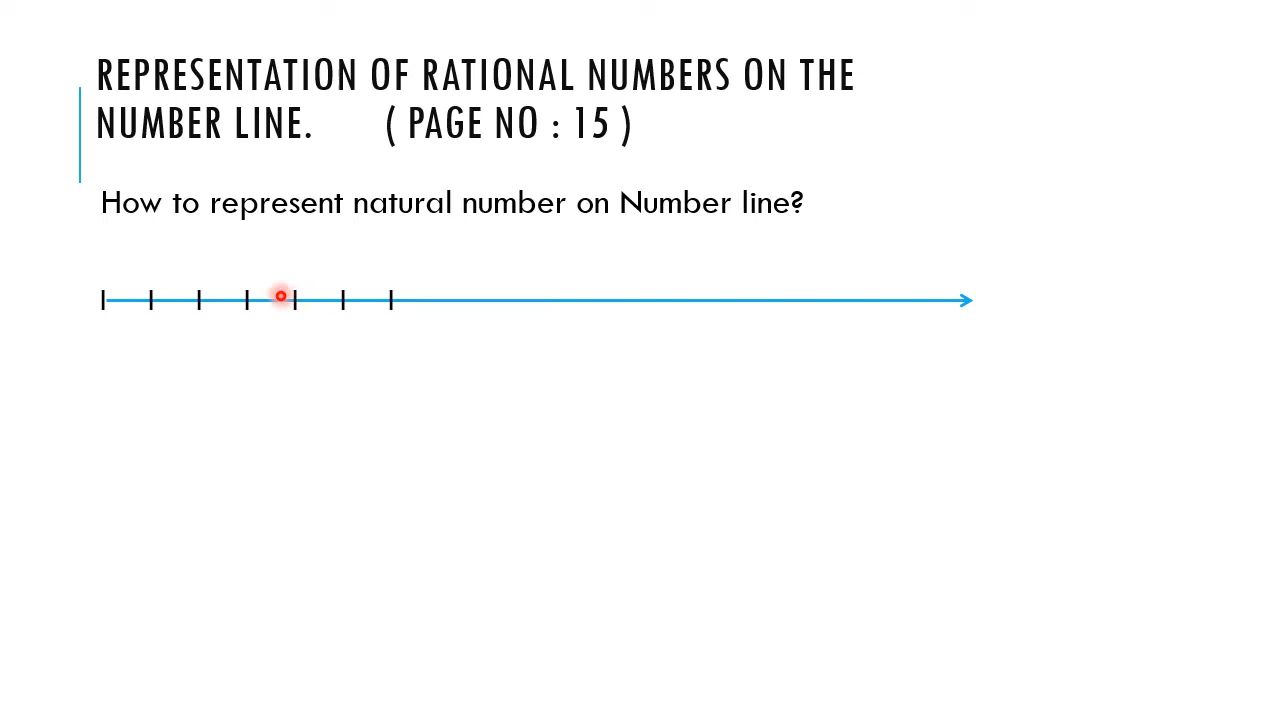 REPRESENTATION OF RATIONAL NUMBERS ON THE
NUMBER LINE. ( PAGE NO : 15 )
How to represent natural number on Number line?